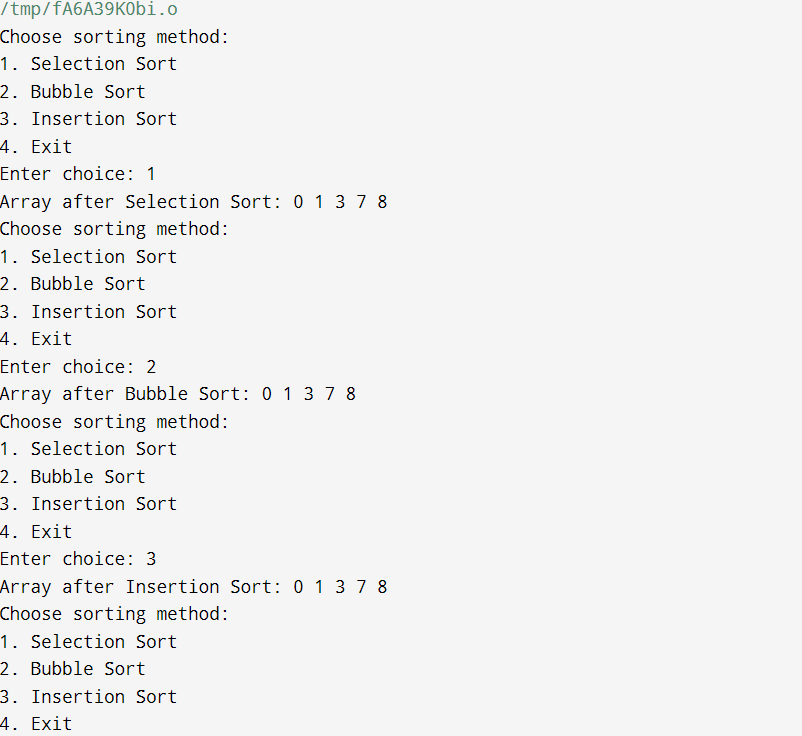 /tmp/fA6A39K0bi.o
Choose sorting method:
1. Selection Sort
2. Bubble Sort
3. Insertion Sort
4. Exit
Enter choice: 1
Array after Selection Sort: 0 1 3 7 8
Choose sorting method:
1. Selection Sort
2. Bubble Sort
3. Insertion Sort
4. Exit
Enter choice: 2
Array after Bubble Sort: 0 1 3 7 8
Choose sorting method:
1. Selection Sort
2. Bubble Sort
3. Insertion Sort
4. Exit
Enter choice: 3
Array after Insertion Sort: 0 1 3 7 8
Choose sorting method:
1. Selection Sort
2. Bubble Sort
3. Insertion Sort
4. Exit